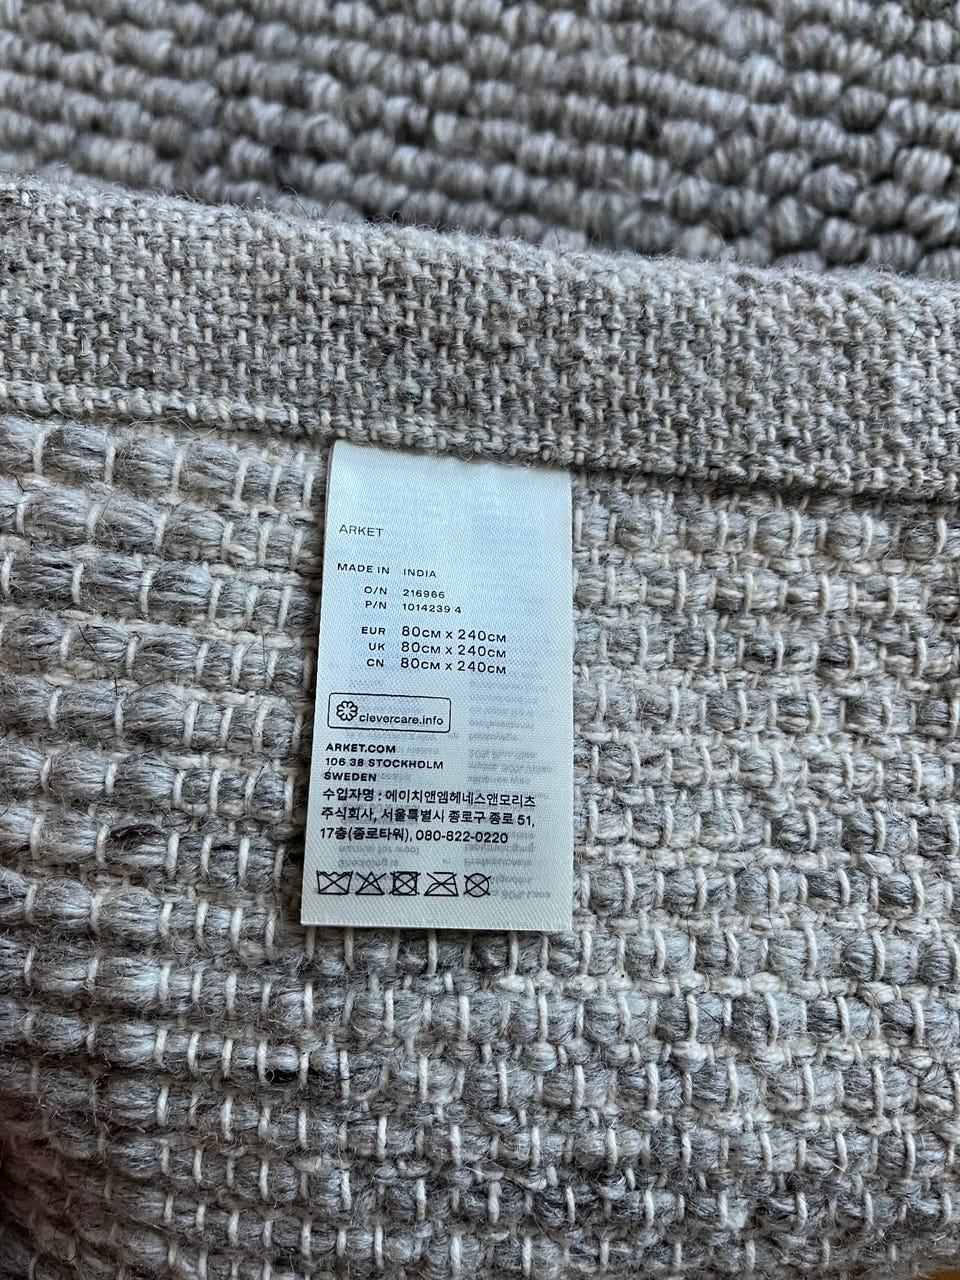 ARKET
MADE IN INDIA
O/N 216966
P/N 1014239 4
EUR 80CM X 240CM
UK 80CM X 240CM
CN 80CM X 240CM
clevercare.info
ARKET.COM
106 38 STOCKHOLM
SWEDEN
수입자명 : 에이치앤엠헤네스앤모리츠
주식회사, 서울특별시 종로구 종로 51,
17층(종로타워), 080-822-0220